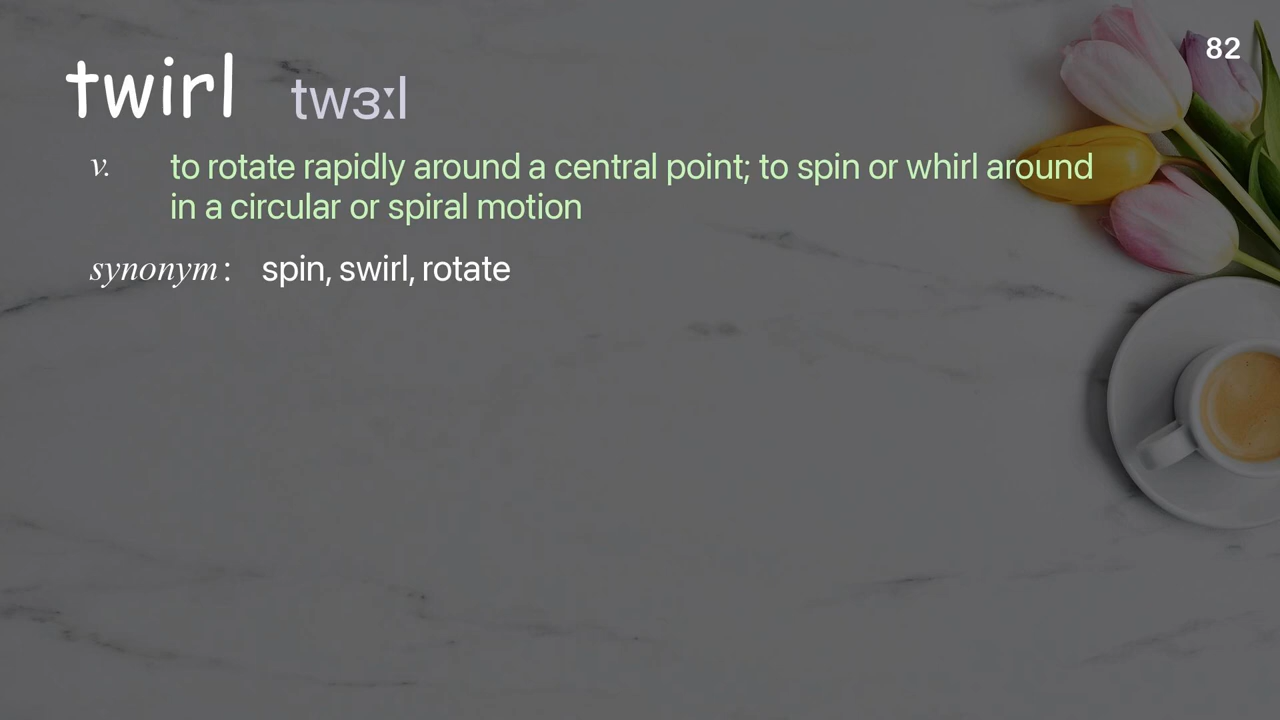 82
twirl twɜːl
v. to rotate rapidly around a central point; to spin or whirl around
in a circular or spiral motion
synonym : spin, swirl, rotate